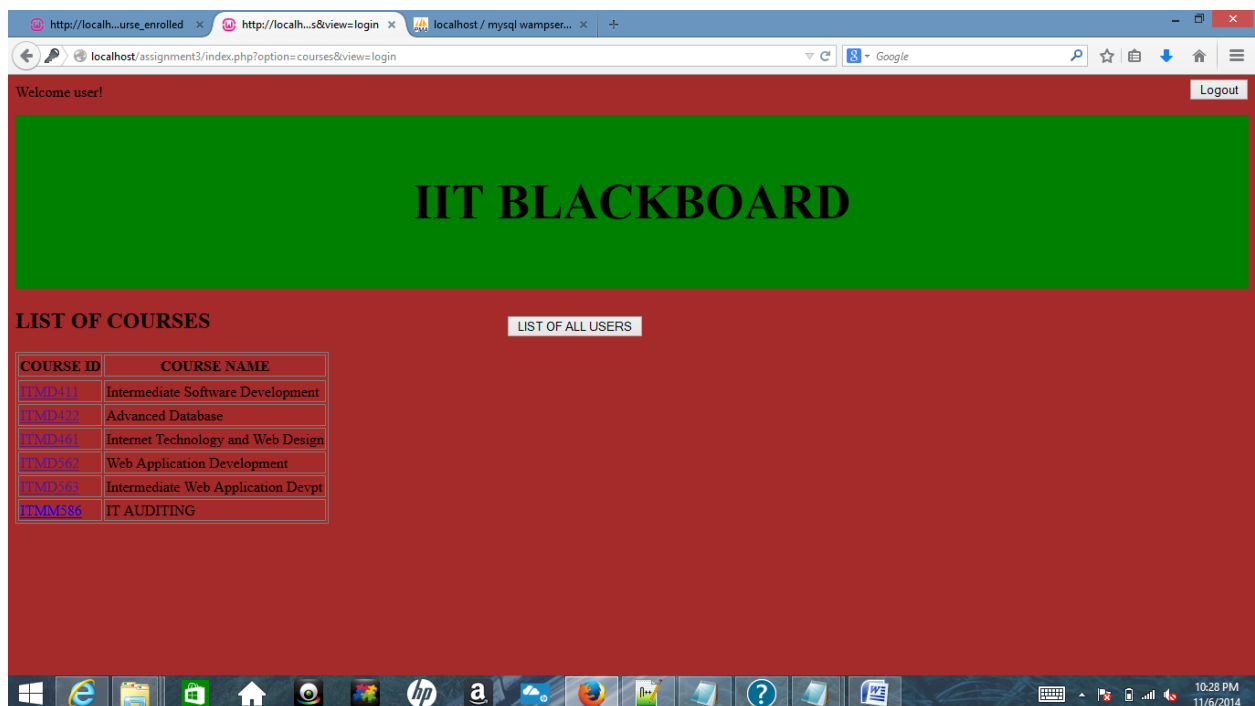 http://localh...urse_enrolled
http://localh...s&view=login
localhost / mysql wampser...
localhost/assignment3/index.php?option=courses&view=login
Google
Welcome user!
Logout
IIT BLACKBOARD
LIST OF COURSES
LIST OF ALL USERS
COURSE ID COURSE NAME
ITMD411 Intermediate Software Development
ITMD422 Advanced Database
ITMD461 Internet Technology and Web Design
ITMD562 Web Application Development
ITMD563 Intermediate Web Application Devpt
ITMM586 IT AUDITING
10:28 PM
11/6/2014